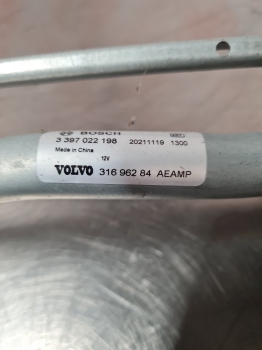 BOSCH
3 397 022 198 20211119 1300
Made in China
12V
VOLVO 316 962 84 AEAMP